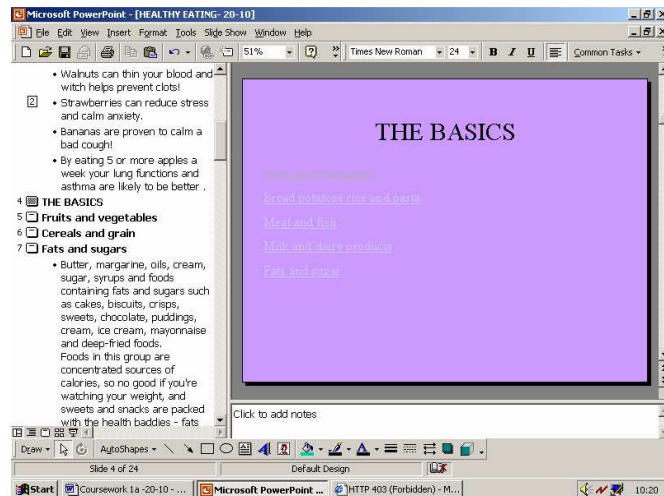 Microsoft PowerPoint - [HEALTHY EATING- 20-10]
File Edit View Insert Format Tools Slide Show Window Help
51% Times New Roman 24 B I U Common Tasks
• Walnuts can thin your blood and
witch helps prevent clots!
2
• Strawberries can reduce stress
and calm anxiety.
• Bananas are proven to calm a
bad cough!
• By eating 5 or more apples a
week your lung functions and
asthma are likely to be better .
4 THE BASICS
5 Fruits and vegetables
6 Cereals and grain
7 Fats and sugars
• Butter, margarine, oils, cream,
sugar, syrups and foods
containing fats and sugars such
as cakes, biscuits, crisps,
sweets, chocolate, puddings,
cream, ice cream, mayonnaise
and deep-fried foods.
Foods in this group are
concentrated sources of
calories, so no good if you're
watching your weight, and
sweets and snacks are packed
with the health baddies - fats
THE BASICS
Bread potatoes rice and pasta
Meat and fish
Milk and dairy products
Fats and sugar
Click to add notes
Draw AutoShapes
Slide 4 of 24 Default Design
Start Coursework 1a -20-10 - ... Microsoft PowerPoint ... HTTP 403 (Forbidden) - M... 10:20